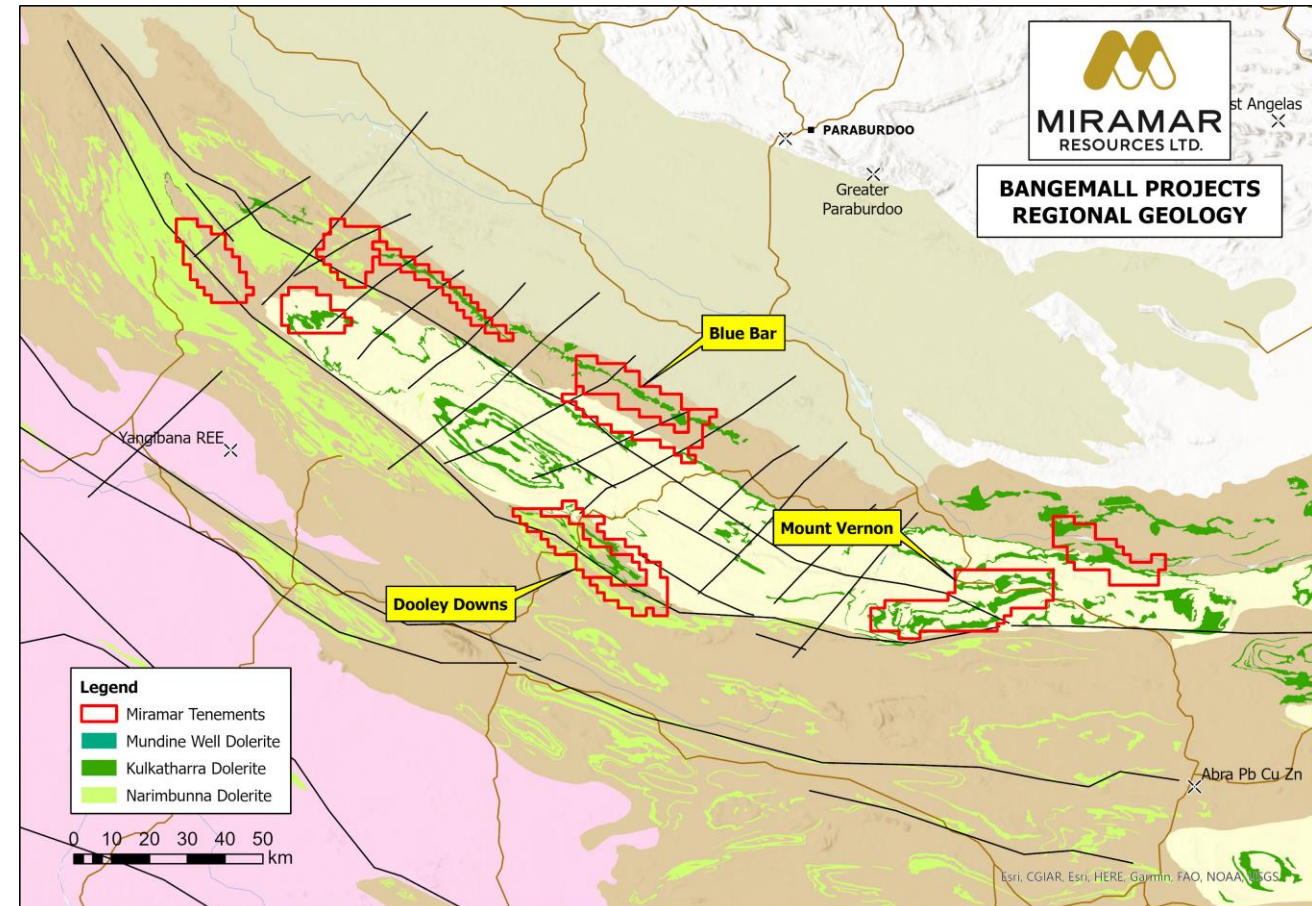 MIRAMAR
RESOURCES LTD.
st Angelas
BANGEMALL PROJECTS
REGIONAL GEOLOGY
PARABURDOO
Greater
Paraburdoo
Blue Bar
Yangibana REE
Mount Vernon
Dooley Downs
Abra Pb Cu Zn
Legend
Miramar Tenements
Mundine Well Dolerite
Kulkatharra Dolerite
Narimbunna Dolerite
0 10 20 30 40 50
km
Esri, CGIAR, Esri, HERE, Garmin, FAO, NOAA, USGS